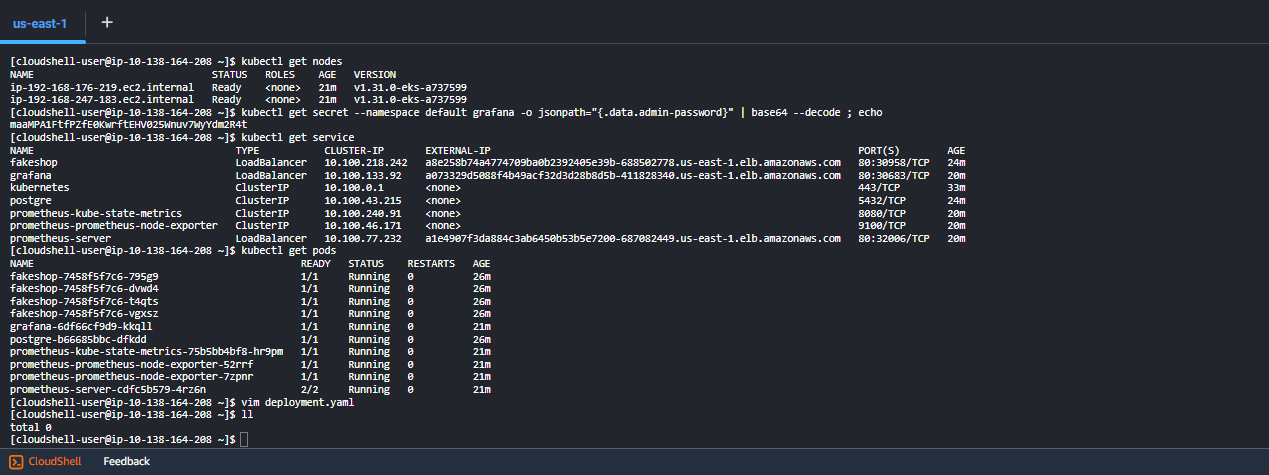 us-east-1 +
[cloudshell-user@ip-10-138-164-208 ~]$ kubectl get nodes
NAME STATUS ROLES AGE VERSION
ip-192-168-176-219.ec2.internal Ready <none> 21m v1.31.0-eks-a737599
ip-192-168-247-183.ec2.internal Ready <none> 21m v1.31.0-eks-a737599
[cloudshell-user@ip-10-138-164-208 ~]$ kubectl get secret --namespace default grafana -o jsonpath="{.data.admin-password}" | base64 --decode ; echo
maaMPA1FtfPZfE0KwrftEHV025Wnuv7WyYdm2R4t
[cloudshell-user@ip-10-138-164-208 ~]$ kubectl get service
NAME TYPE CLUSTER-IP EXTERNAL-IP PORT(S) AGE
fakeshop LoadBalancer 10.100.218.242 a8e258b74a4774709ba0b2392405e39b-688502778.us-east-1.elb.amazonaws.com 80:30958/TCP 24m
grafana LoadBalancer 10.100.133.92 a073329d5088f4b49acf32d3d28b8d5b-411828340.us-east-1.elb.amazonaws.com 80:30683/TCP 20m
kubernetes ClusterIP 10.100.0.1 <none> 443/TCP 33m
postgre ClusterIP 10.100.43.215 <none> 5432/TCP 24m
prometheus-kube-state-metrics ClusterIP 10.100.240.91 <none> 8080/TCP 20m
prometheus-prometheus-node-exporter ClusterIP 10.100.46.171 <none> 9100/TCP 20m
prometheus-server LoadBalancer 10.100.77.232 a1e4907f3da884c3ab6450b53b5e7200-687082449.us-east-1.elb.amazonaws.com 80:32006/TCP 20m
[cloudshell-user@ip-10-138-164-208 ~]$ kubectl get pods
NAME READY STATUS RESTARTS AGE
fakeshop-7458f5f7c6-795g9 1/1 Running 0 26m
fakeshop-7458f5f7c6-dvwd4 1/1 Running 0 26m
fakeshop-7458f5f7c6-t4qts 1/1 Running 0 26m
fakeshop-7458f5f7c6-vgxsz 1/1 Running 0 26m
grafana-6df66cf9d9-kkqll 1/1 Running 0 21m
postgre-b66685bbc-dfkdd 1/1 Running 0 26m
prometheus-kube-state-metrics-75b5bb4bf8-hr9pm 1/1 Running 0 21m
prometheus-prometheus-node-exporter-52rrf 1/1 Running 0 21m
prometheus-prometheus-node-exporter-7zpnr 1/1 Running 0 21m
prometheus-server-cdfc5b579-4rz6n 2/2 Running 0 21m
[cloudshell-user@ip-10-138-164-208 ~]$ vim deployment.yaml
[cloudshell-user@ip-10-138-164-208 ~]$ ll
total 0
[cloudshell-user@ip-10-138-164-208 ~]$
CloudShell Feedback